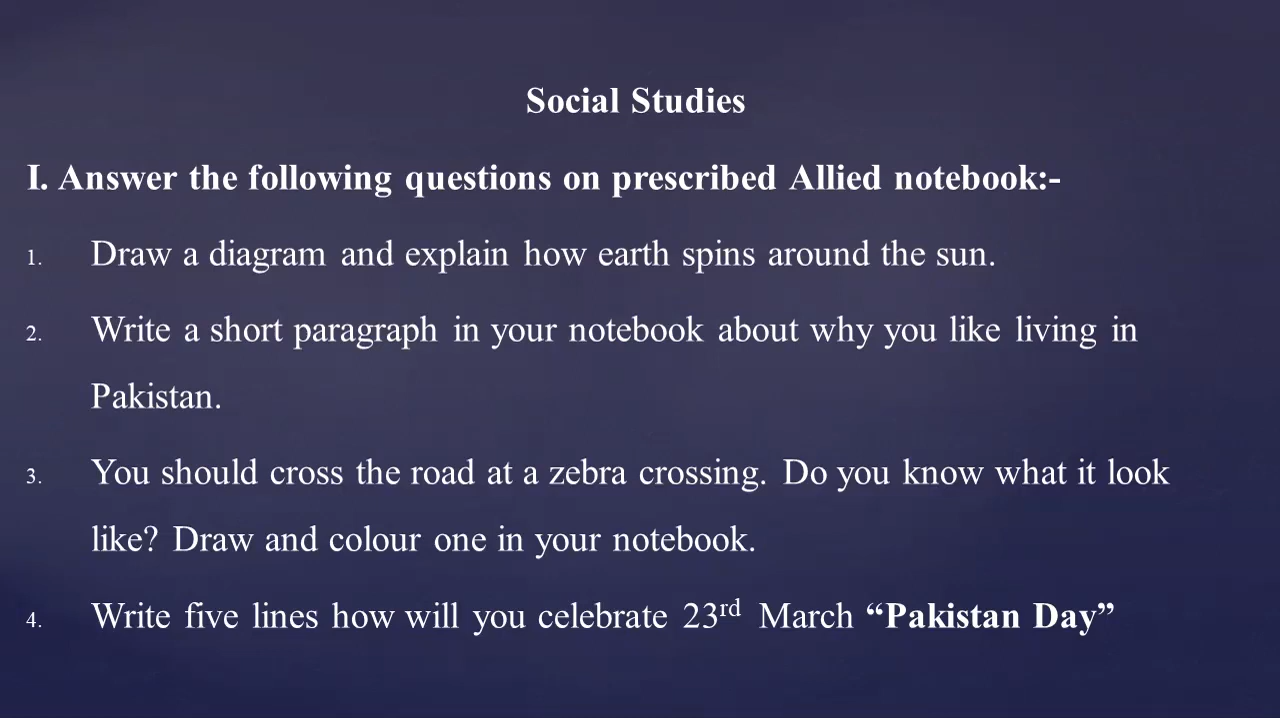 Social Studies
I. Answer the following questions on prescribed Allied notebook:-
1. Draw a diagram and explain how earth spins around the sun.
2. Write a short paragraph in your notebook about why you like living in
Pakistan.
3. You should cross the road at a zebra crossing. Do you know what it look
like? Draw and colour one in your notebook.
4. Write five lines how will you celebrate 23rd March “Pakistan Day”